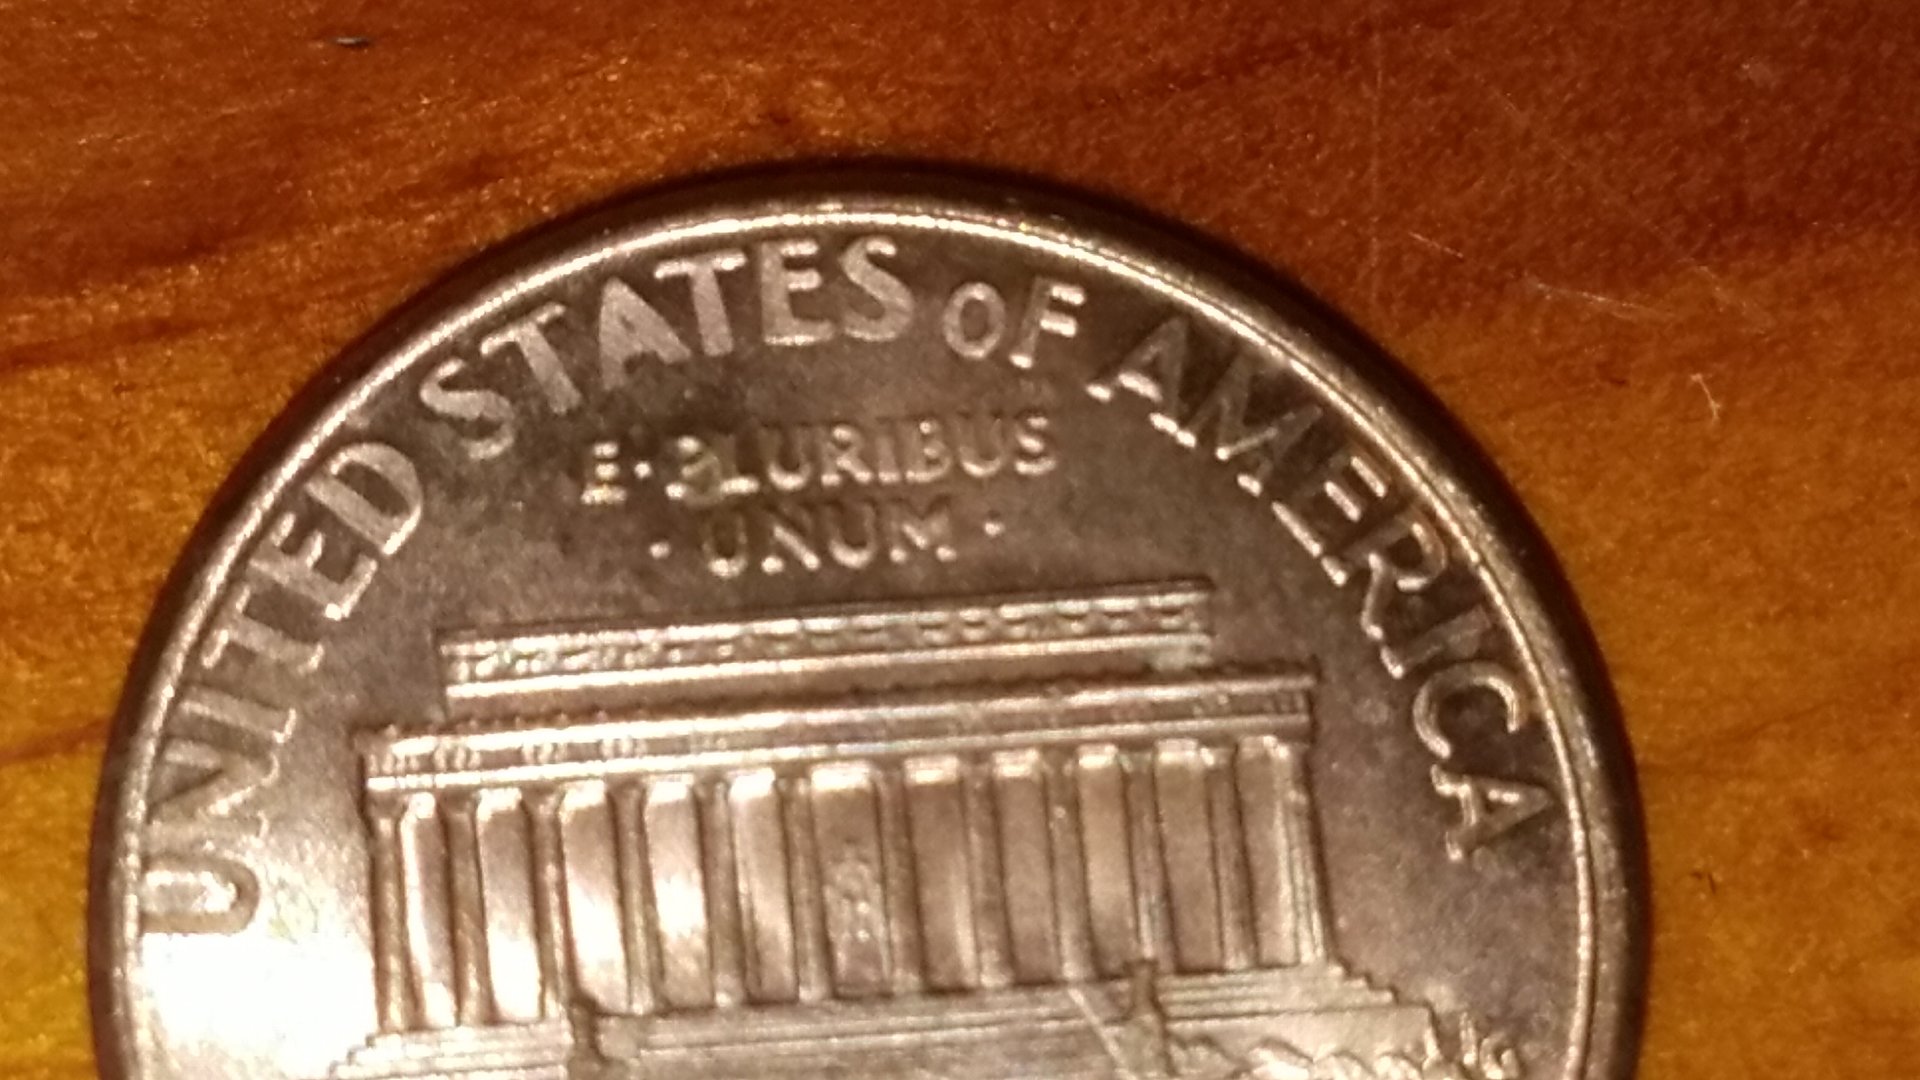 UNITED STATES OF AMERICA
E·PLURIBUS
·UNUM·